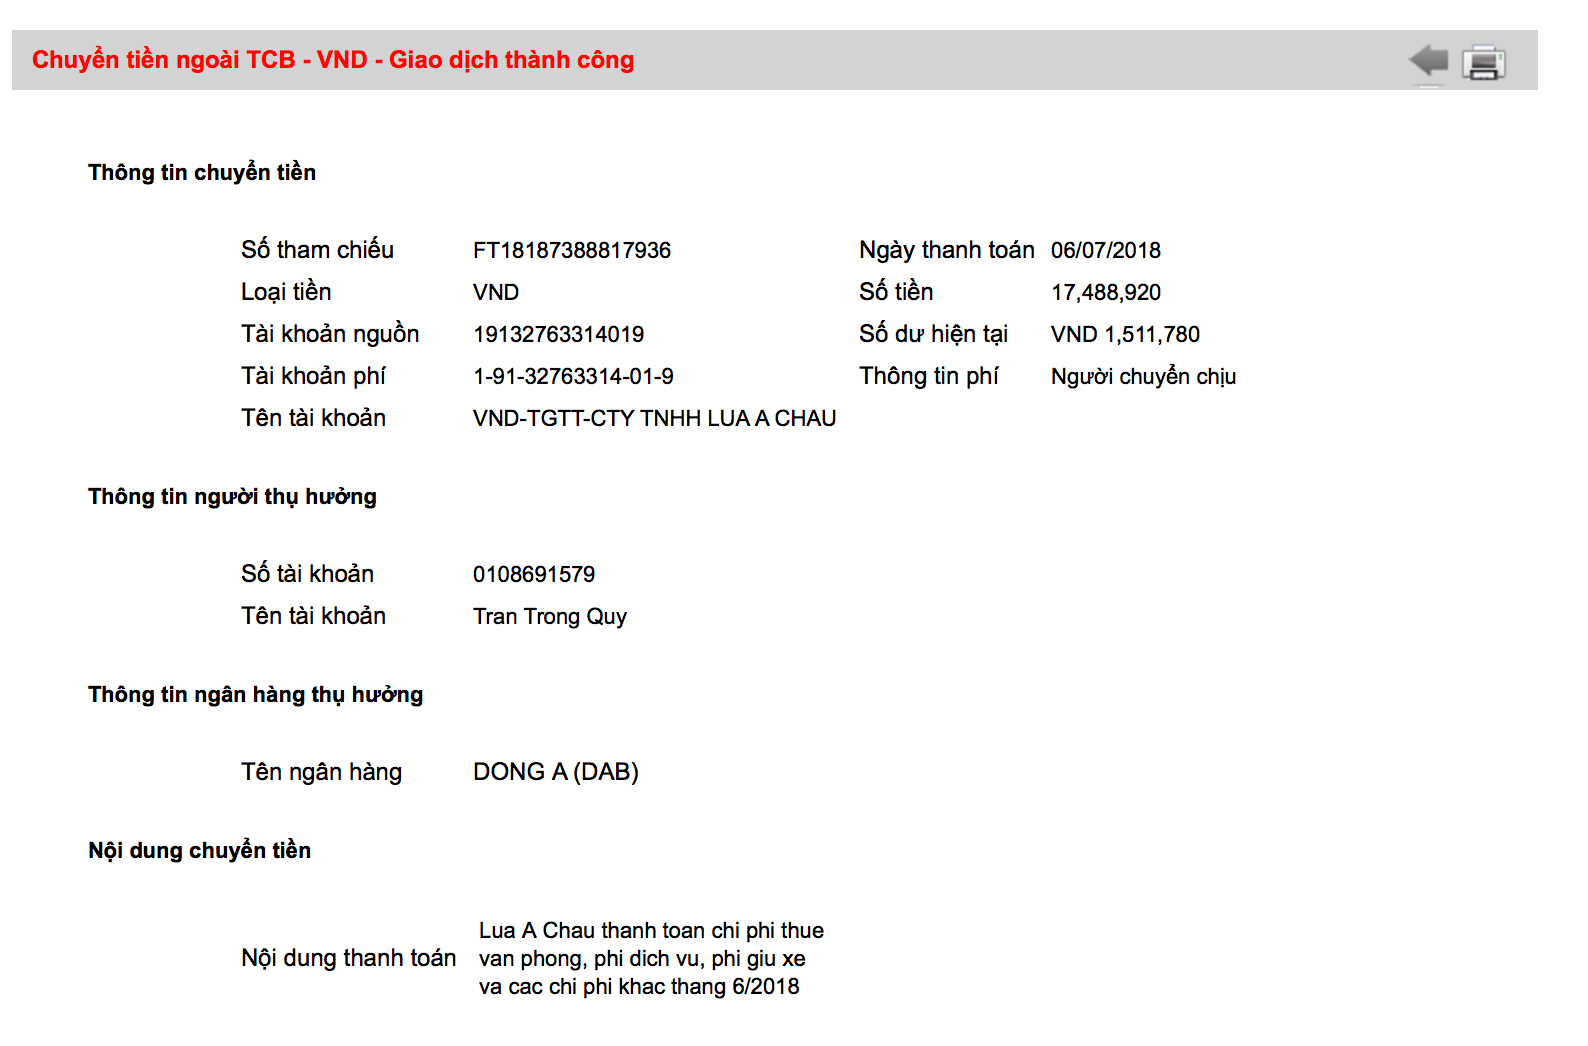 Chuyển tiền ngoài TCB - VND - Giao dịch thành công
Thông tin chuyển tiền
Số tham chiếu FT18187388817936 Ngày thanh toán 06/07/2018
Loại tiền VND Số tiền 17,488,920
Tài khoản nguồn 19132763314019 Số dư hiện tại VND 1,511,780
Tài khoản phí 1-91-32763314-01-9 Thông tin phí Người chuyển chịu
Tên tài khoản VND-TGTT-CTY TNHH LUA A CHAU
Thông tin người thụ hưởng
Số tài khoản 0108691579
Tên tài khoản Tran Trong Quy
Thông tin ngân hàng thụ hưởng
Tên ngân hàng DONG A (DAB)
Nội dung chuyển tiền
Nội dung thanh toán
Lua A Chau thanh toan chi phi thue
van phong, phi dich vu, phi giu xe
va cac chi phi khac thang 6/2018